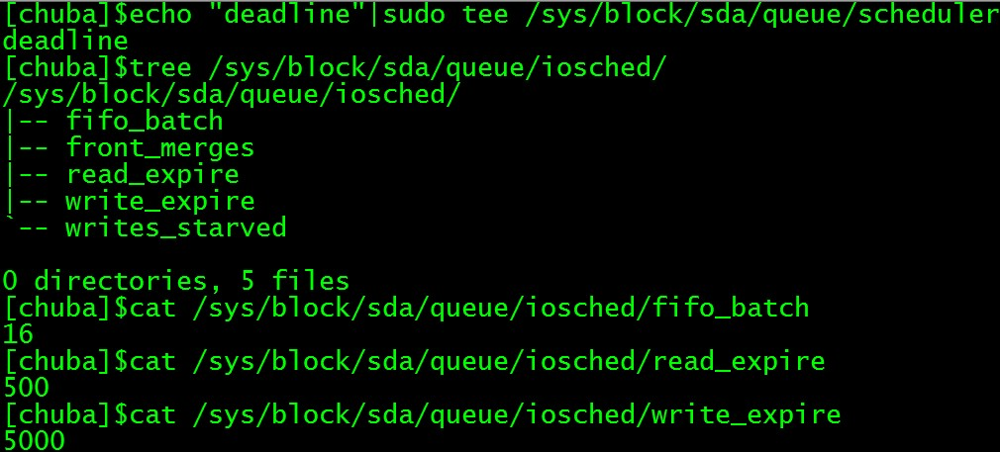 [chuba]$echo "deadline"|sudo tee /sys/block/sda/queue/scheduler
deadline
[chuba]$tree /sys/block/sda/queue/iosched/
/sys/block/sda/queue/iosched/
|-- fifo_batch
|-- front_merges
|-- read_expire
|-- write_expire
`-- writes_starved

0 directories, 5 files
[chuba]$cat /sys/block/sda/queue/iosched/fifo_batch
16
[chuba]$cat /sys/block/sda/queue/iosched/read_expire
500
[chuba]$cat /sys/block/sda/queue/iosched/write_expire
5000